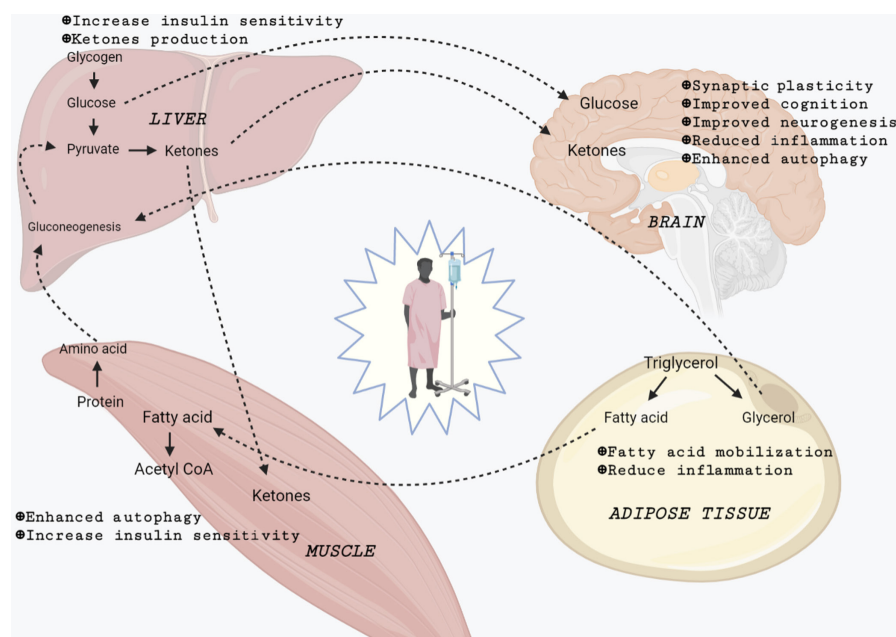 ⊕Increase insulin sensitivity
⊕Ketones production
Glycogen
Glucose
LIVER
Pyruvate
Ketones
Gluconeogenesis
Glucose
Ketones
⊕Synaptic plasticity
⊕Improved cognition
⊕Improved neurogenesis
⊕Reduced inflammation
⊕Enhanced autophagy
BRAIN
Amino acid
Protein
Fatty acid
Acetyl CoA
Ketones
⊕Enhanced autophagy
⊕Increase insulin sensitivity
MUSCLE
Triglycerol
Fatty acid
Glycerol
⊕Fatty acid mobilization
⊕Reduce inflammation
ADIPOSE TISSUE